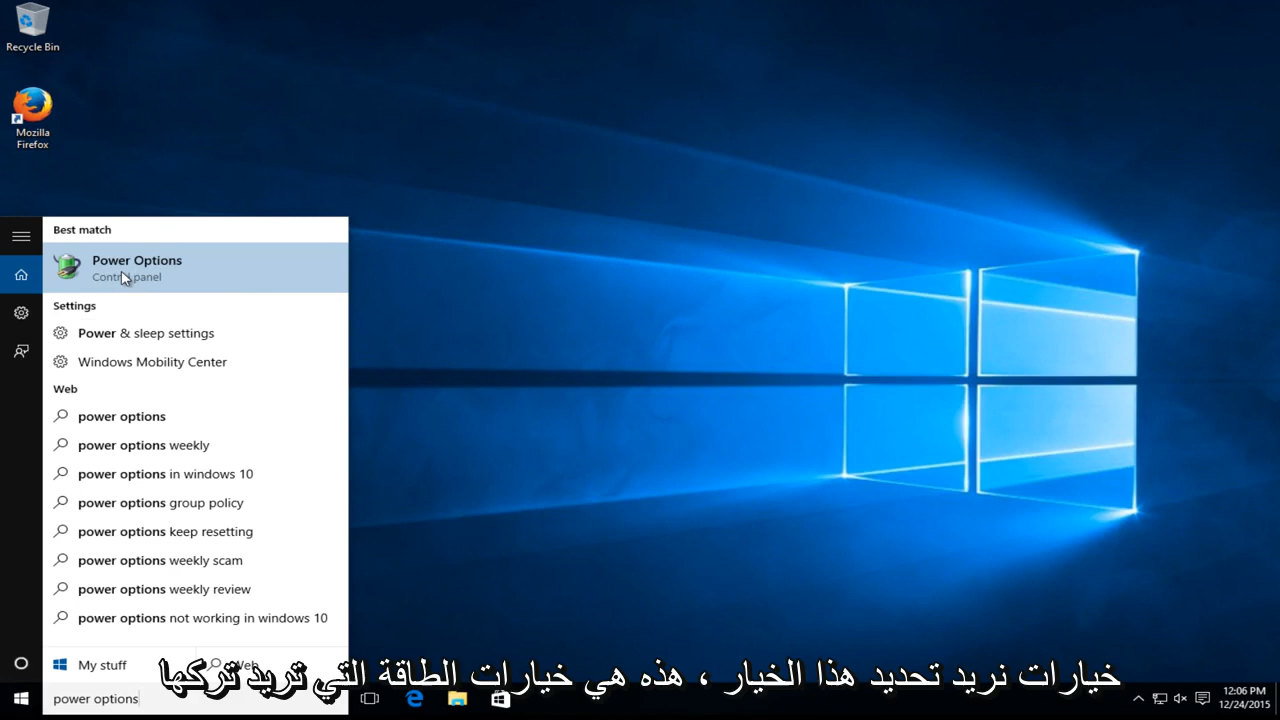 Recycle Bin
Mozilla
Firefox
Best match
Power Options
Control panel
Settings
Power & sleep settings
Windows Mobility Center
Web
power options
power options weekly
power options in windows 10
power options group policy
power options keep resetting
power options weekly scam
power options weekly review
power options not working in windows 10
My stuff
Web
خيارات نريد تحديد هذا الخيار ، هذه هي خيارات الطاقة التي تريد تركها
power options
12:06 PM
12/24/2015